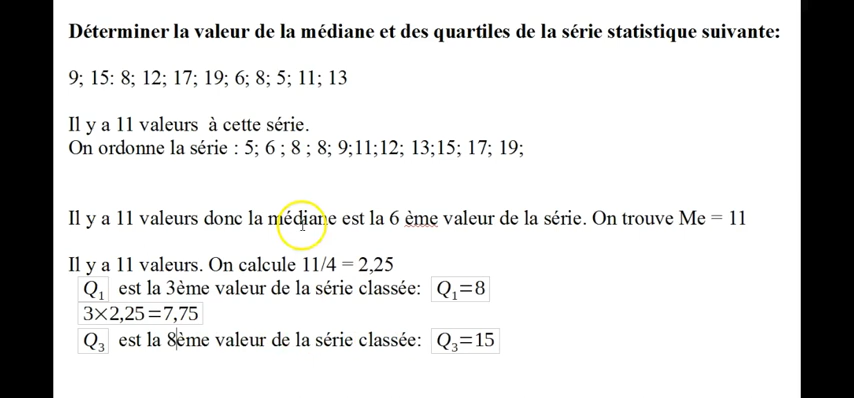 Déterminer la valeur de la médiane et des quartiles de la série statistique suivante:
9; 15: 8; 12; 17; 19; 6; 8; 5; 11; 13
Il y a 11 valeurs à cette série.
On ordonne la série : 5; 6 ; 8 ; 8; 9;11;12; 13;15; 17; 19;
Il y a 11 valeurs donc la médiane est la 6 ème valeur de la série. On trouve Me = 11
Il y a 11 valeurs. On calcule 11/4 = 2,25
Q₁ est la 3ème valeur de la série classée: Q₁=8
3×2,25=7,75
Q₃ est la 8ème valeur de la série classée: Q₃=15